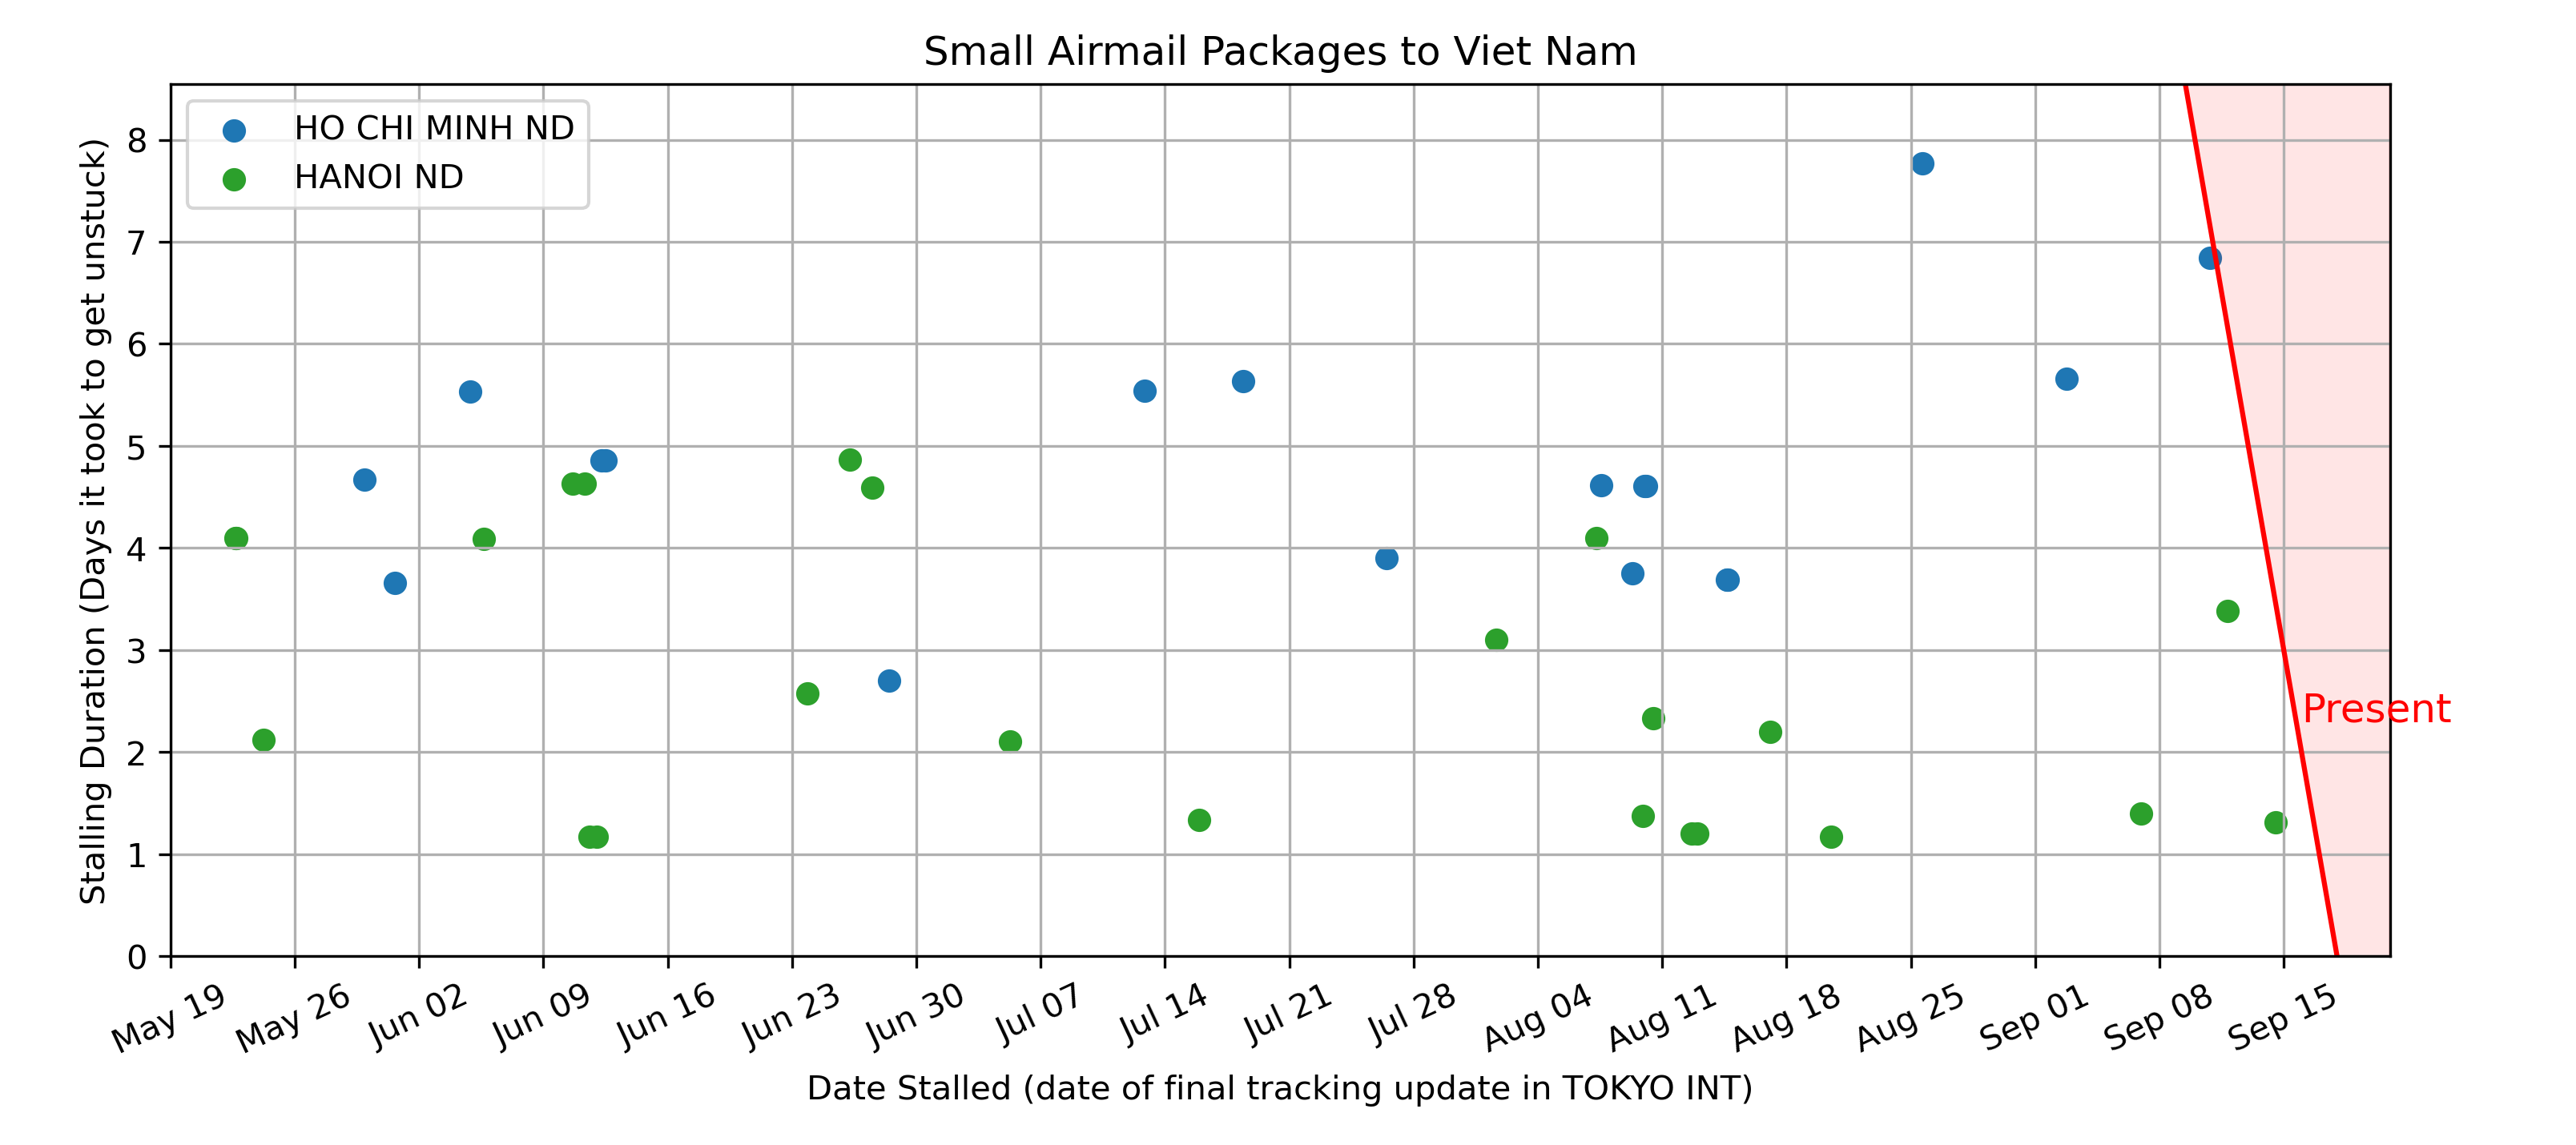 Small Airmail Packages to Viet Nam
HO CHI MINH ND
HANOI ND
Stalling Duration (Days it took to get unstuck)
8
7
6
5
4
3
2
1
0
Present
May 19
May 26
Jun 02
Jun 09
Jun 16
Jun 23
Jun 30
Jul 07
Jul 14
Jul 21
Jul 28
Aug 04
Aug 11
Aug 18
Aug 25
Sep 01
Sep 08
Sep 15
Date Stalled (date of final tracking update in TOKYO INT)